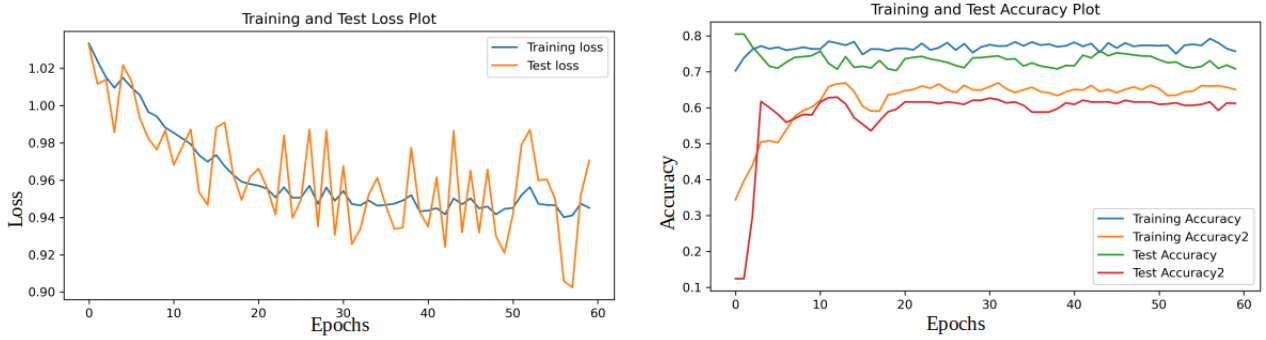 Training and Test Loss Plot
1.02
1.00
0.98
0.96
0.94
0.92
0.90
Loss
Training loss
Test loss
0 10 20 30 40 50 60
Epochs
Training and Test Accuracy Plot
0.8
0.7
0.6
0.5
0.4
0.3
0.2
0.1
Accuracy
Training Accuracy
Training Accuracy2
Test Accuracy
Test Accuracy2
0 10 20 30 40 50 60
Epochs